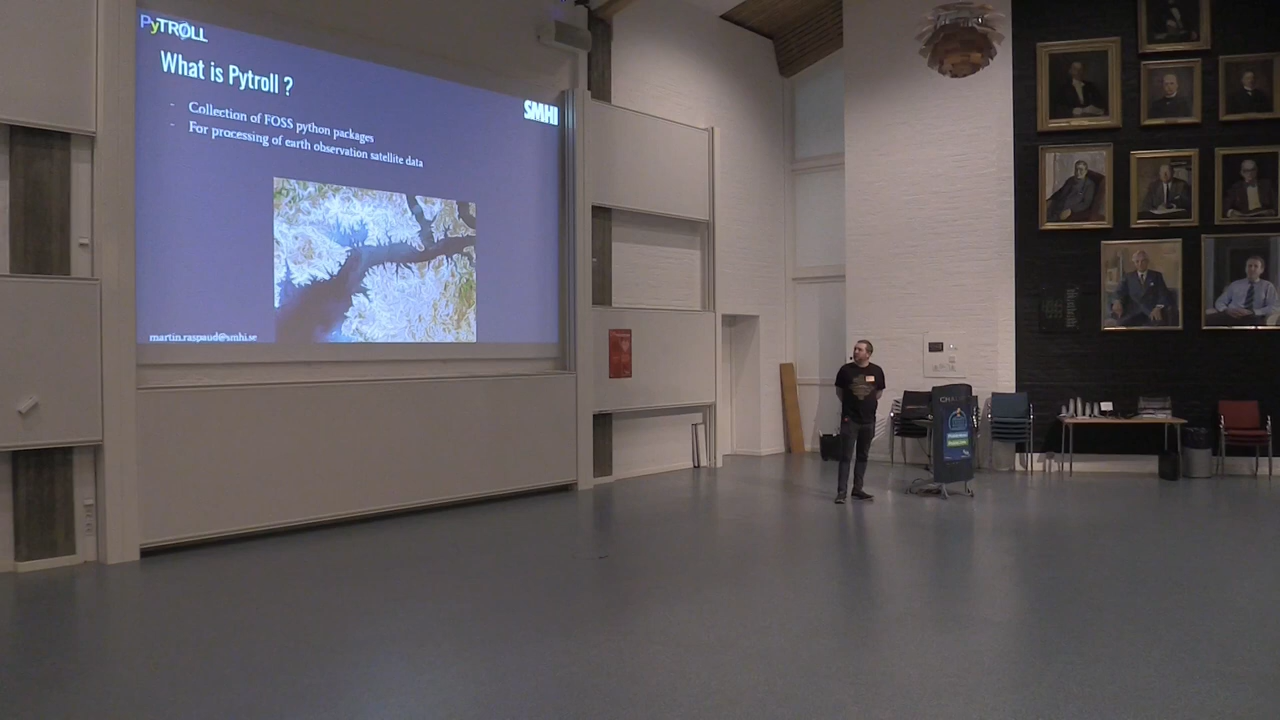 PyTRØLL
What is Pytroll ?
SMHI
- Collection of FOSS python packages
- For processing of earth observation satellite data
martin.raspaud@smhi.se